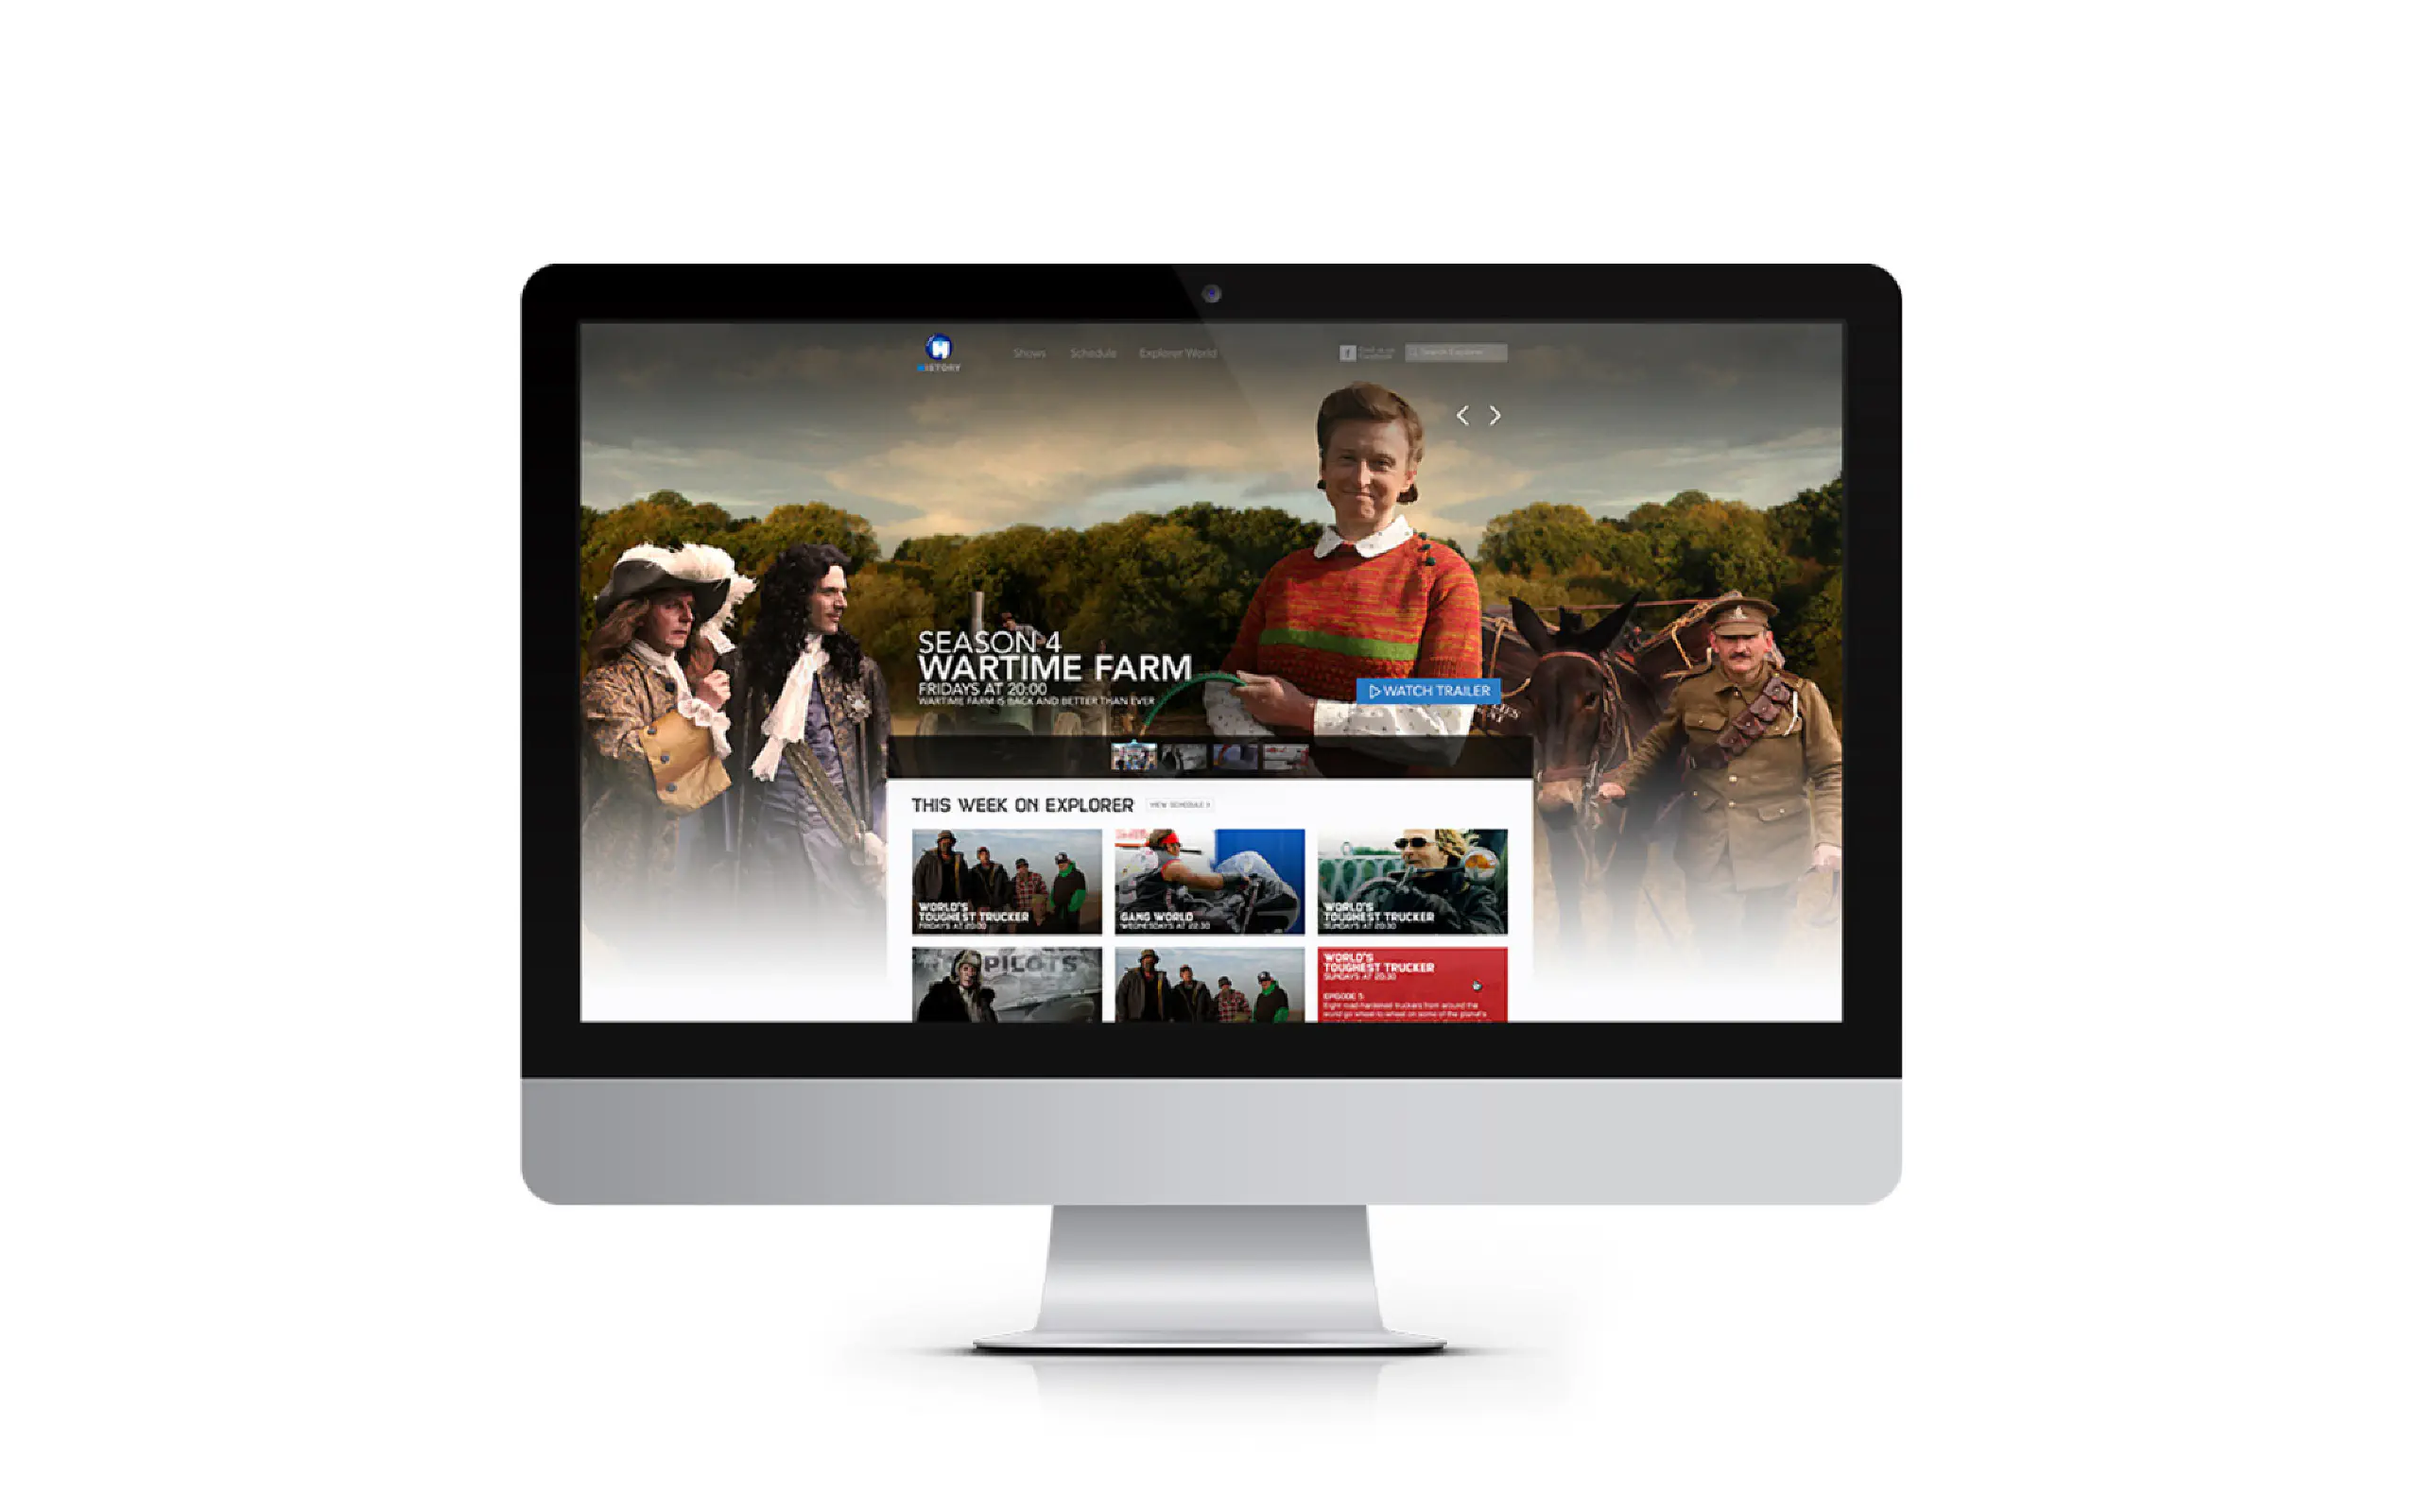 HISTORY
Shows Schedule Explorer World
Find us on
Facebook
Search Explorer
SEASON 4
WARTIME FARM
FRIDAYS AT 20:00
WARTIME FARM IS BACK AND BETTER THAN EVER
WATCH TRAILER
THIS WEEK ON EXPLORER
VIEW SCHEDULE
WORLD'S
TOUGHEST TRUCKER
FRIDAYS AT 20:00
GANG WORLD
WEDNESDAYS AT 22:30
WORLD'S
TOUGHEST TRUCKER
SUNDAYS AT 20:30
PILOTS
WORLD'S
TOUGHEST TRUCKER
SUNDAYS AT 20:30
EPISODE 5
Eight road-hardened truckers from around the
world go wheel to wheel on some of the planet's